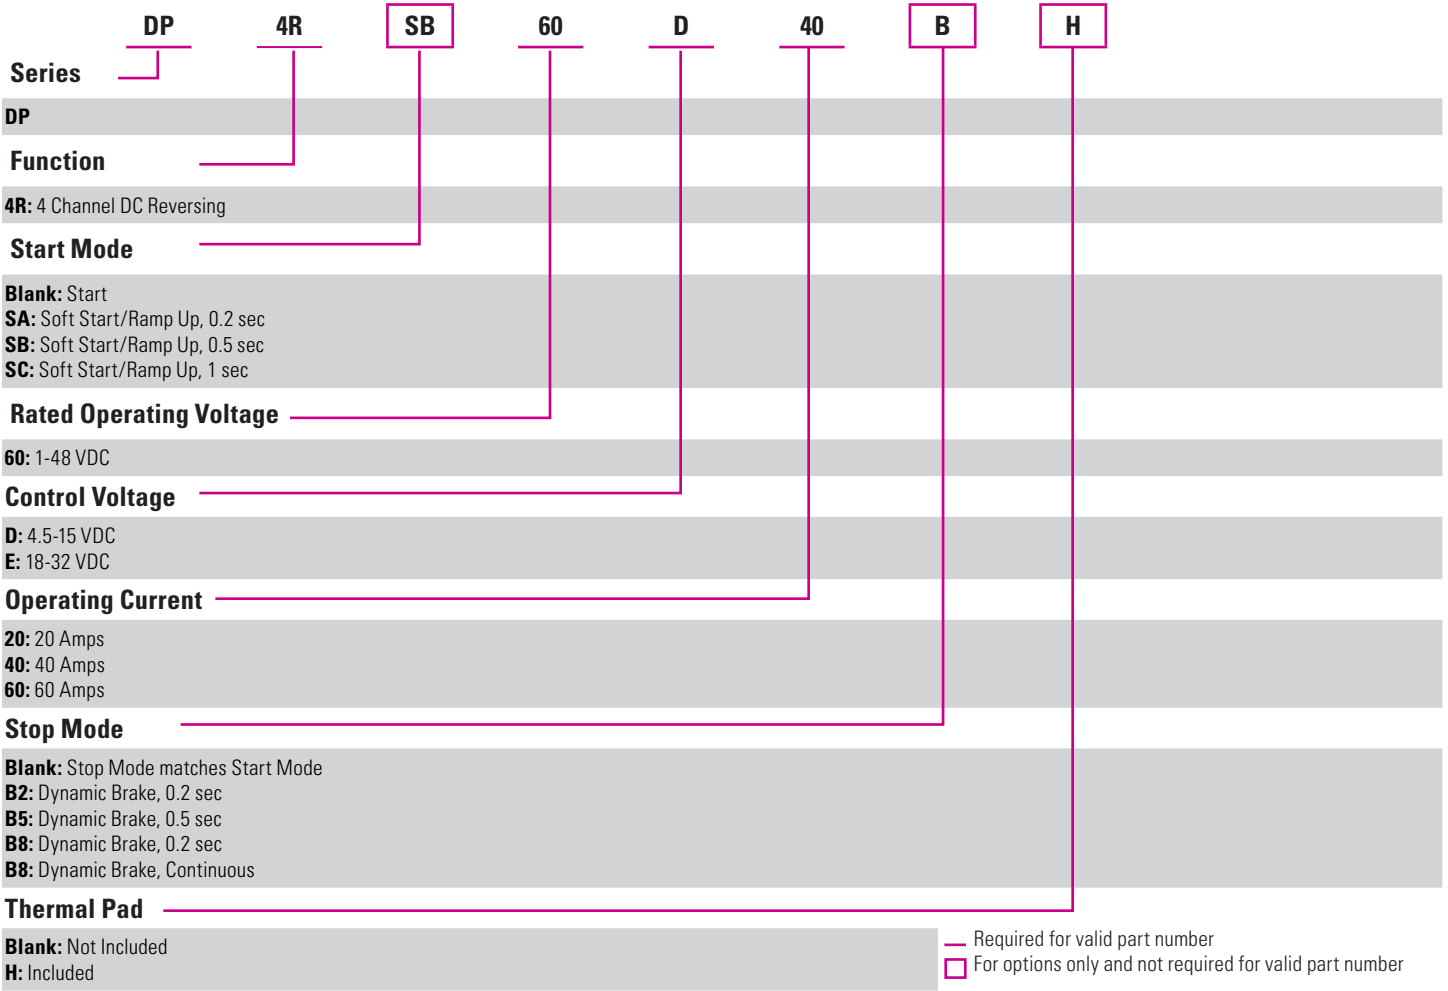 DP 4R SB 60 D 40 B H
Series
DP
Function
4R: 4 Channel DC Reversing
Start Mode
Blank: Start
SA: Soft Start/Ramp Up, 0.2 sec
SB: Soft Start/Ramp Up, 0.5 sec
SC: Soft Start/Ramp Up, 1 sec
Rated Operating Voltage
60: 1-48 VDC
Control Voltage
D: 4.5-15 VDC
E: 18-32 VDC
Operating Current
20: 20 Amps
40: 40 Amps
60: 60 Amps
Stop Mode
Blank: Stop Mode matches Start Mode
B2: Dynamic Brake, 0.2 sec
B5: Dynamic Brake, 0.5 sec
B8: Dynamic Brake, 0.2 sec
B8: Dynamic Brake, Continuous
Thermal Pad
Blank: Not Included
H: Included
Required for valid part number
For options only and not required for valid part number